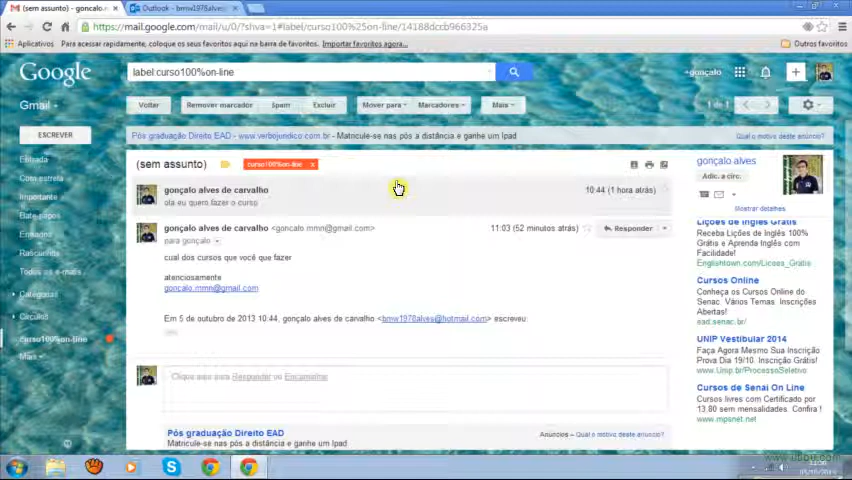 (sem assunto) - gonçalo.m
Outlook - bmw1978alves
https://mail.google.com/mail/u/0/?shva=1#label/curso100%25on-line/14188dccb966325a
Aplicativos
Para acessar rapidamente, coloque os seus favoritos aqui na barra de favoritos.
Importar favoritos agora...
Outros favoritos
Google
label:curso100%on-line
+gonçalo
Gmail
Voltar
Remover marcador
Spam
Excluir
Mover para
Marcadores
Mais
1 de 1
ESCREVER
Pós graduação Direito EAD - www.verbojuridico.com.br - Matricule-se nas pós a distância e ganhe um Ipad
Qual o motivo deste anúncio?
Entrada
Com estrela
Importante
Bate-papos
Enviados
Rascunhos
Todos os e-mails
Categorias
Círculos
curso100%on-line
Mais
(sem assunto)
curso100%on-line x
gonçalo alves de carvalho
10:44 (1 hora atrás)
ola eu quero fazer o curso
gonçalo alves de carvalho <goncalo.mmn@gmail.com>
11:03 (52 minutos atrás)
Responder
para gonçalo
cual dos cursos que você que fazer
atenciosamente
goncalo.mmn@gmail.com
Em 5 de outubro de 2013 10:44, gonçalo alves de carvalho <bmw1978alves@hotmail.com> escreveu:
Clique aqui para Responder ou Encaminhar
Pós graduação Direito EAD
Matricule-se nas pós a distância e ganhe um Ipad
Anúncios – Qual o motivo deste anúncio?
gonçalo alves
Adic. a circ.
Mostrar detalhes
Lições de Inglês Grátis
Receba Lições de Inglês 100%
Grátis e Aprenda Inglês com
Facilidade!
Englishtown.com/Licoes_Gratis
Cursos Online
Conheça os Cursos Online do
Senac. Vários Temas. Inscrições
Abertas!
ead.senac.br/
UNIP Vestibular 2014
Faça Agora Mesmo Sua Inscrição
Prova Dia 19/10. Inscrição Grátis!
www.Unip.br/ProcessoSeletivo
Cursos de Senai On Line
Cursos livres com Certificado por
13,80 sem mensalidades. Confira !
www.mpsnet.net